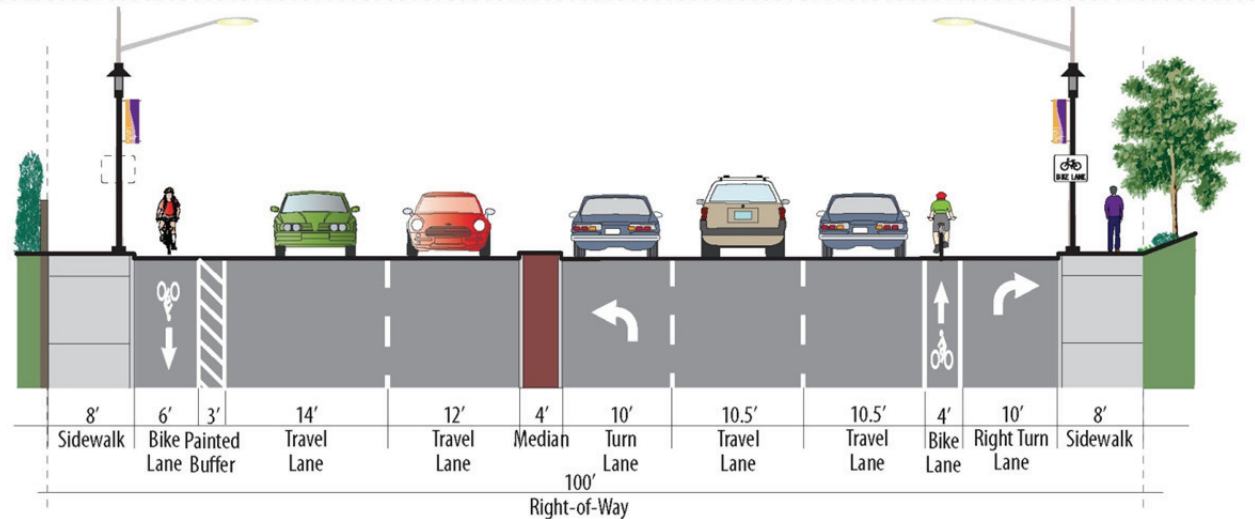 BIKE LANE
8’ 6’ 3’ 14’ 12’ 4’ 10’ 10.5’ 10.5’ 4’ 10’ 8’
Sidewalk Bike Painted Travel Travel Median Turn Travel Travel Bike Right Turn Sidewalk
Lane Buffer Lane Lane Lane Lane Lane Lane Lane
100’
Right-of-Way